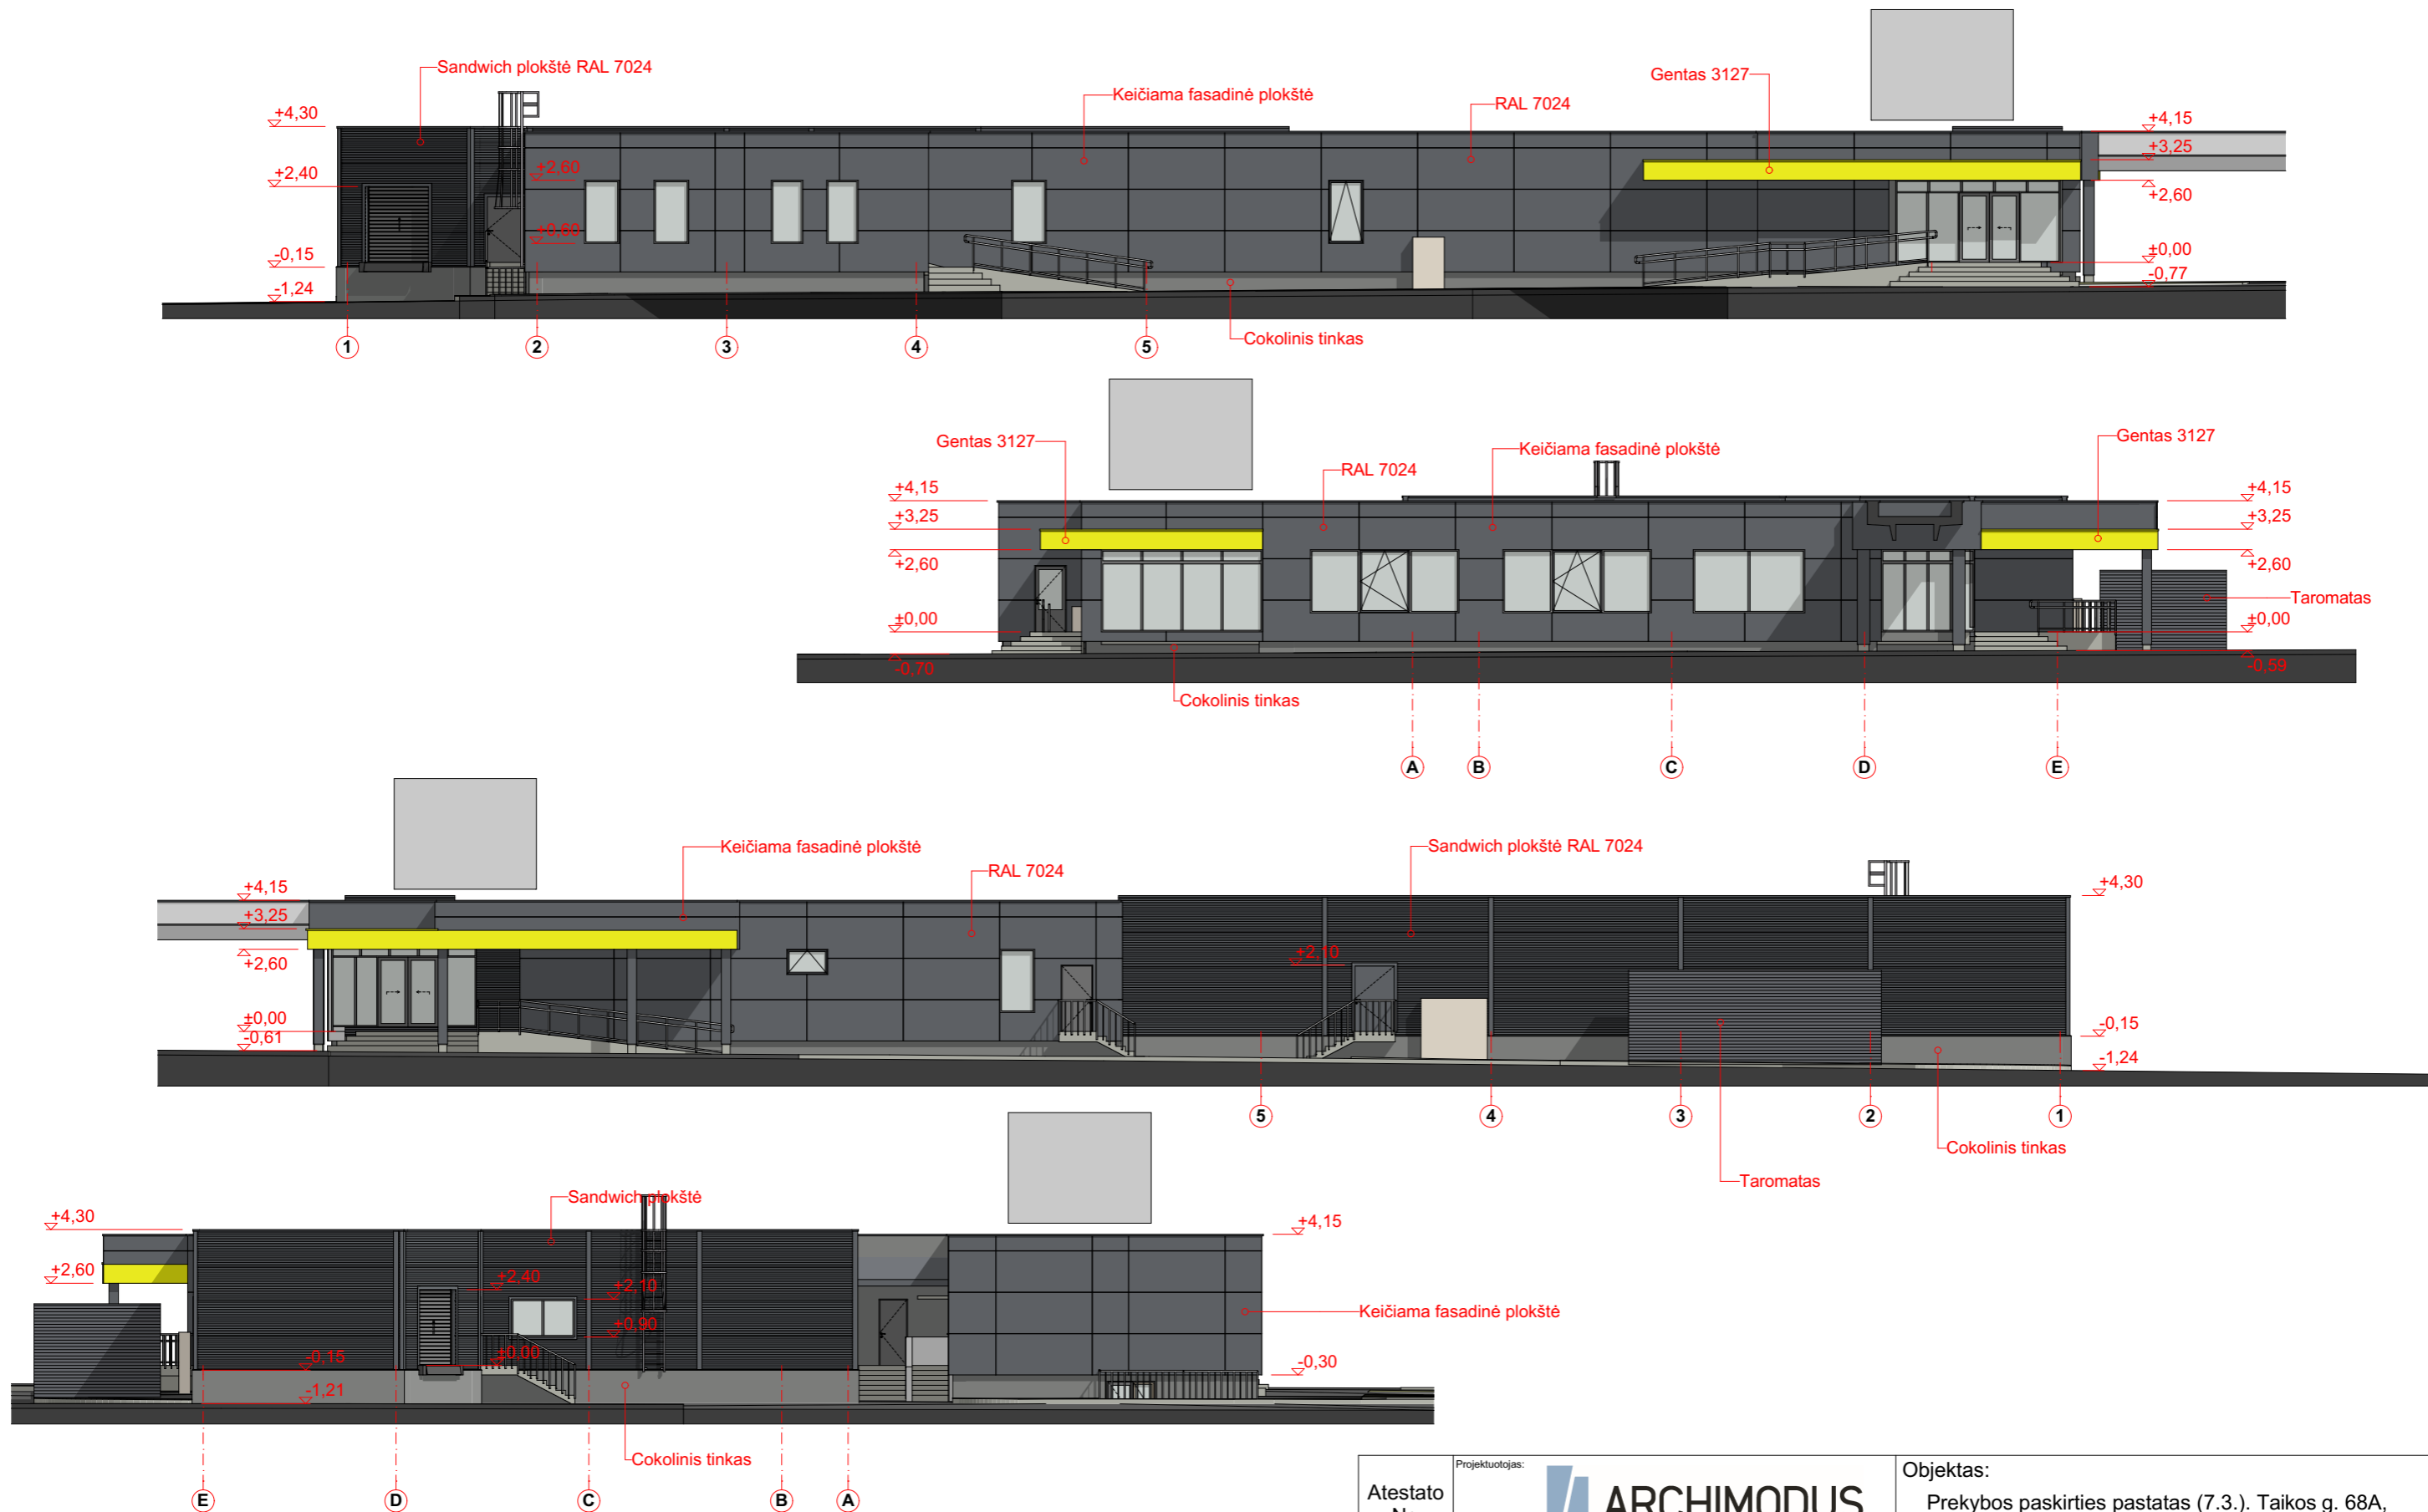 Sandwich plokštė RAL 7024
Keičiama fasadinė plokštė
RAL 7024
Gentas 3127
+4,30
+2,40
-0,15
-1,24
+2,60
+0,60
+4,15
+3,25
+2,60
±0,00
-0,77
Cokolinis tinkas
1
2
3
4
5
Gentas 3127
RAL 7024
Keičiama fasadinė plokštė
Gentas 3127
+4,15
+3,25
+2,60
±0,00
-0,70
+4,15
+3,25
+2,60
Taromatas
±0,00
-0,59
Cokolinis tinkas
A
B
C
D
E
Keičiama fasadinė plokštė
RAL 7024
Sandwich plokštė RAL 7024
+4,15
+3,25
+2,60
±0,00
-0,61
+2,10
+4,30
-0,15
-1,24
5
4
3
2
1
Cokolinis tinkas
Taromatas
Sandwich plokštė
+4,30
+2,60
+2,40
+2,10
+0,90
±0,00
-0,15
-1,21
+4,15
Keičiama fasadinė plokštė
-0,30
Cokolinis tinkas
E
D
C
B
A
Atestato
Projektuotojas:
ARCHIMODUS
Objektas:
Prekybos paskirties pastatas (7.3.). Taikos g. 68A,